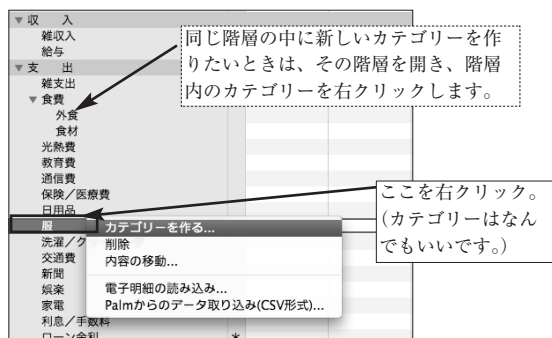 収　入
雑収入
給与
支　出
雑支出
食費
外食
食材
光熱費
教育費
通信費
保険／医療費
日用品
服
洗濯／ク
交通費
新聞
娯楽
家電
利息／手数料
ローン金利 *
同じ階層の中に新しいカテゴリーを作
りたいときは、その階層を開き、階層
内のカテゴリーを右クリックします。
ここを右クリック。
(カテゴリーはなん
でもいいです。)
カテゴリーを作る...
削除
内容の移動...
電子明細の読み込み...
Palmからのデータ取り込み(CSV形式)...